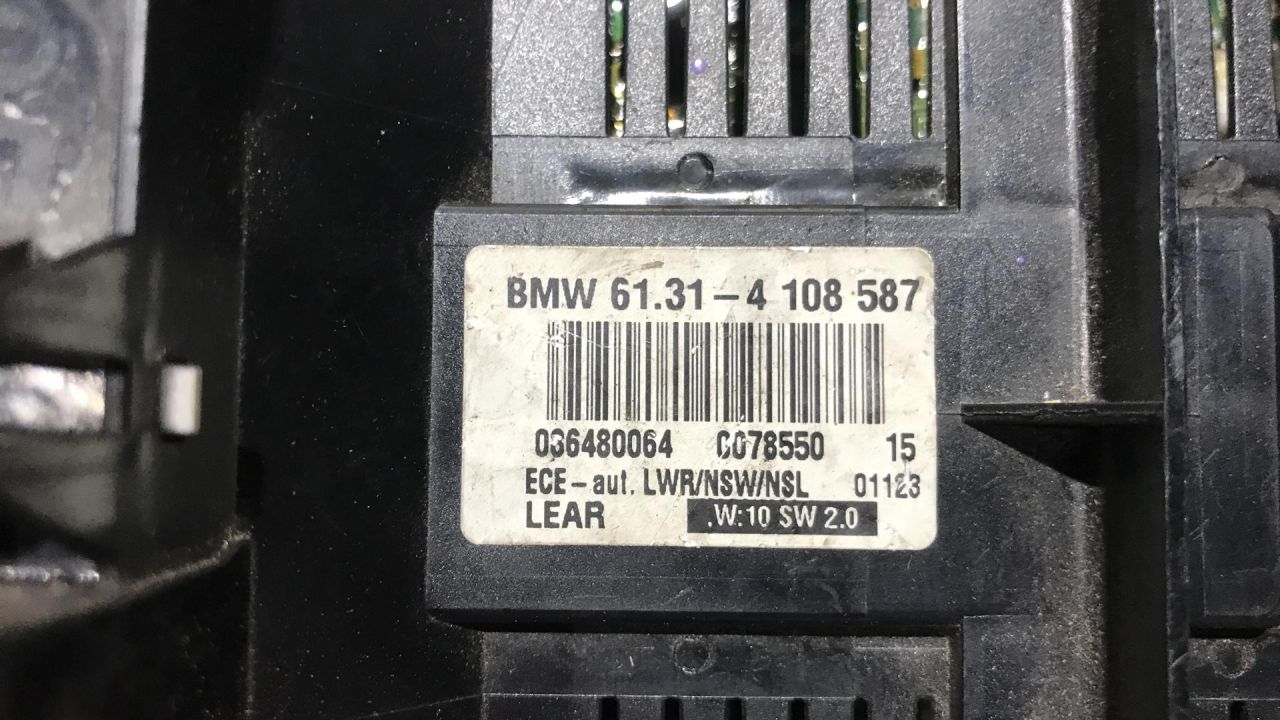 BMW 61.31-4 108 587
036480064 0078550 15
ECE-aut. LWR/NSW/NSL 01123
LEAR .W:10 SW 2.0